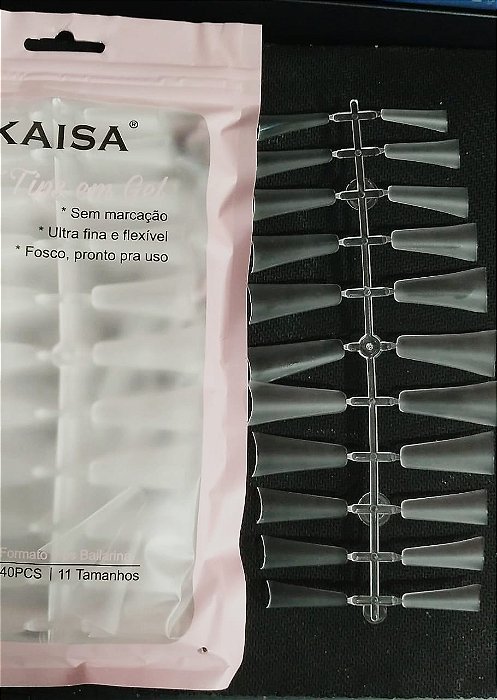 KAISA®
Tips em Gel
* Sem marcação
* Ultra fina e flexível
* Fosco, pronto pra uso
Formato Bailarina
40PCS | 11 Tamanhos